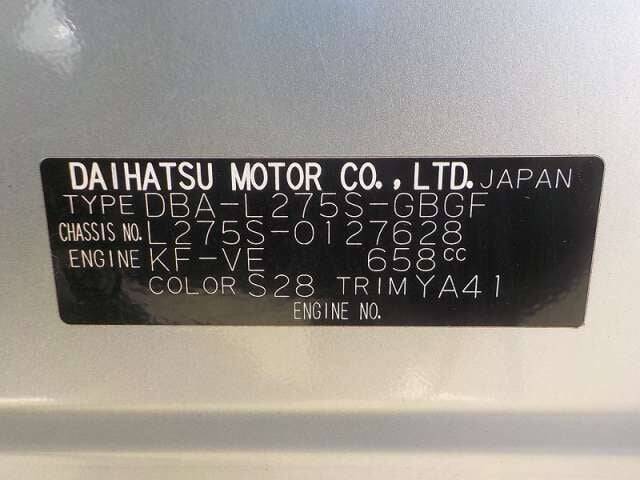 DAIHATSU MOTOR CO.,LTD. JAPAN
TYPE DBA-L275S-GBGF
CHASSIS NO. L275S-0127628
ENGINE KF-VE 658cc
COLOR S28 TRIM YA41
ENGINE NO.